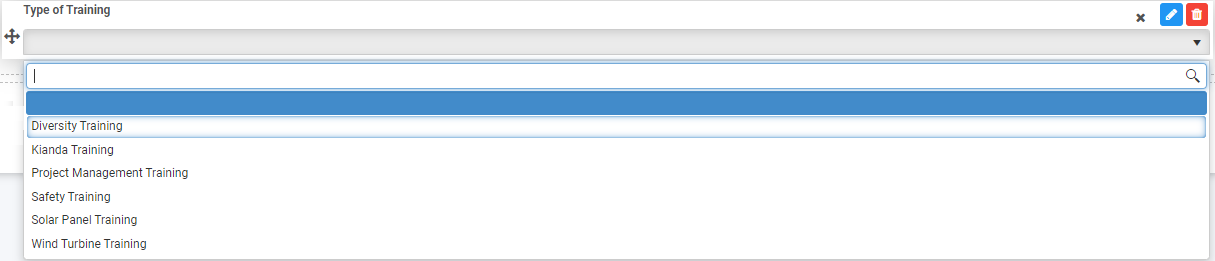 Type of Training
Diversity Training
Kianda Training
Project Management Training
Safety Training
Solar Panel Training
Wind Turbine Training